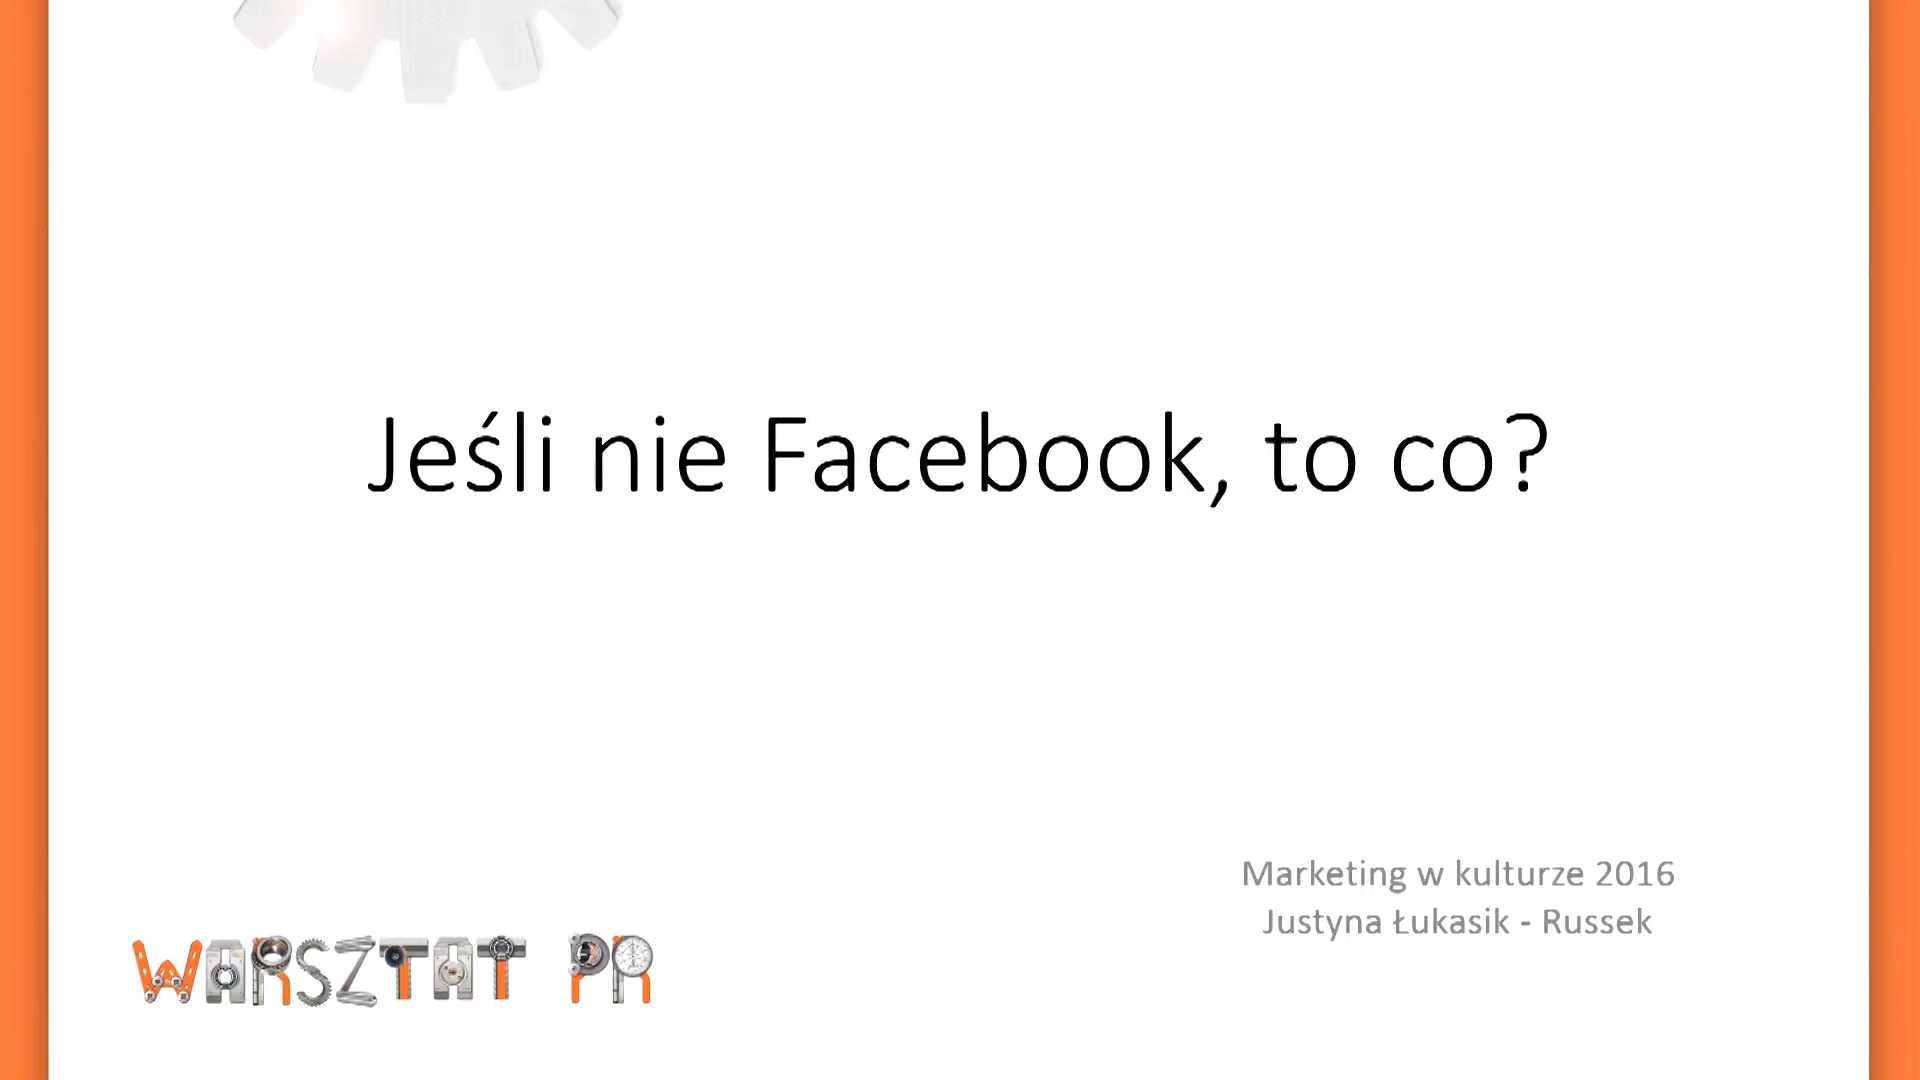 Jeśli nie Facebook, to co?
Marketing w kulturze 2016
Justyna Łukasik - Russek
WARSZTAT PR